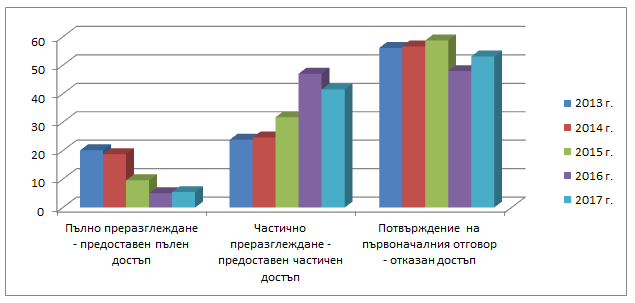 60
50
40
30
20
10
0
Пълно преразглеждане
- предоставен пълен
достъп
Частично
преразглеждане -
предоставен частичен
достъп
Потвърждение на
първоначалния отговор
- отказан достъп
2013 г.
2014 г.
2015 г.
2016 г.
2017 г.